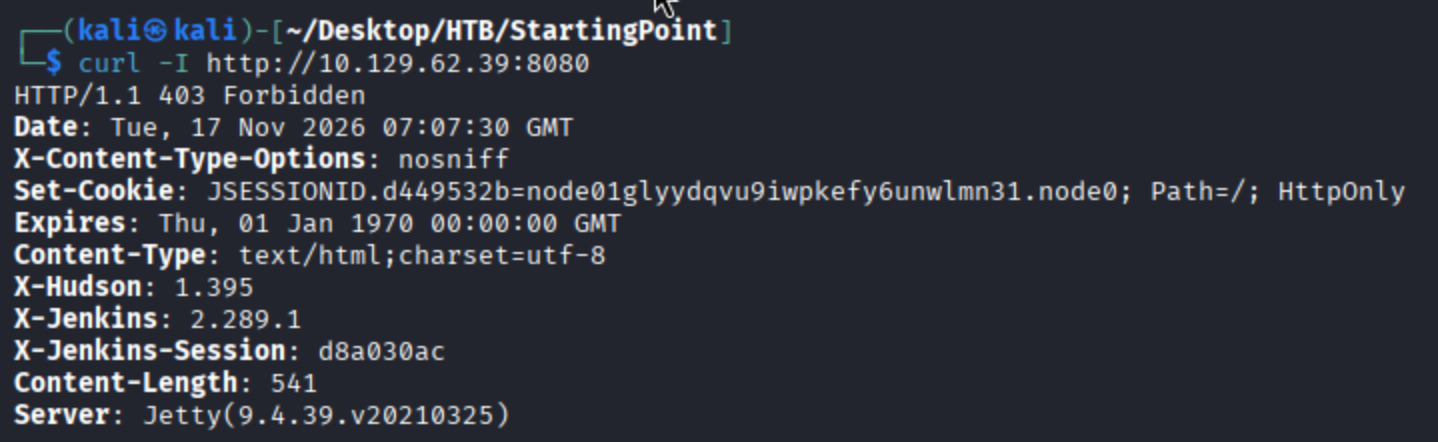 ┌──(kali㉿kali)-[~/Desktop/HTB/StartingPoint]
└─$ curl -I http://10.129.62.39:8080
HTTP/1.1 403 Forbidden
Date: Tue, 17 Nov 2026 07:07:30 GMT
X-Content-Type-Options: nosniff
Set-Cookie: JSESSIONID.d449532b=node01glyydqvu9iwpkefy6unwlmn31.node0; Path=/; HttpOnly
Expires: Thu, 01 Jan 1970 00:00:00 GMT
Content-Type: text/html;charset=utf-8
X-Hudson: 1.395
X-Jenkins: 2.289.1
X-Jenkins-Session: d8a030ac
Content-Length: 541
Server: Jetty(9.4.39.v20210325)